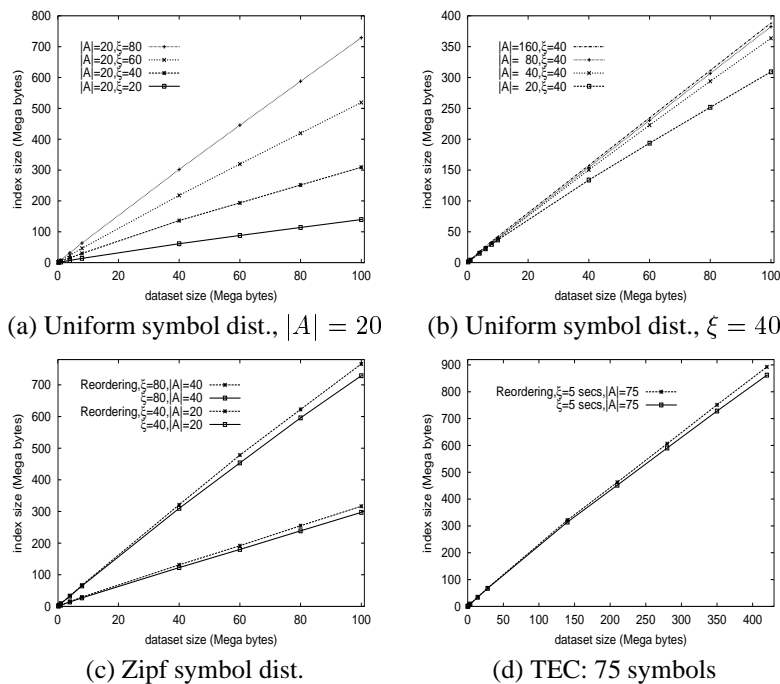 800
700
600
500
400
300
200
100
0
index size (Mega bytes)
|A|=20,ξ=80
|A|=20,ξ=60
|A|=20,ξ=40
|A|=20,ξ=20
0 20 40 60 80 100
dataset size (Mega bytes)
(a) Uniform symbol dist., |A| = 20
400
350
300
250
200
150
100
50
0
index size (Mega bytes)
|A|=160,ξ=40
|A|= 80,ξ=40
|A|= 40,ξ=40
|A|= 20,ξ=40
0 20 40 60 80 100
dataset size (Mega bytes)
(b) Uniform symbol dist., ξ = 40
700
600
500
400
300
200
100
0
index size (Mega bytes)
Reordering,ξ=80,|A|=40
ξ=80,|A|=40
Reordering,ξ=40,|A|=20
ξ=40,|A|=20
0 20 40 60 80 100
dataset size (Mega bytes)
(c) Zipf symbol dist.
900
800
700
600
500
400
300
200
100
0
index size (Mega bytes)
Reordering,ξ=5 secs,|A|=75
ξ=5 secs,|A|=75
0 50 100 150 200 250 300 350 400
dataset size (Mega bytes)
(d) TEC: 75 symbols